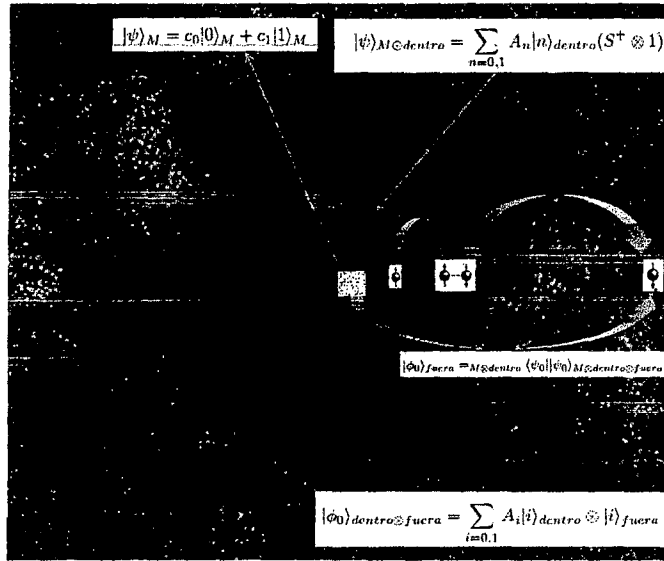 |ψ⟩_M = c_0|0⟩_M + c_1|1⟩_M
|ψ⟩_{M⊗dentro} = ∑_{n=0,1} A_n|n⟩_{dentro}(S^+ ⊗ 1)
|ϕ_0⟩_{fuera} =_{M⊗dentro} ⟨ψ_0||ψ_0⟩_{M⊗dentro⊗fuera}
|ϕ_0⟩_{dentro⊗fuera} = ∑_{i=0,1} A_i|i⟩_{dentro} ⊗ |i⟩_{fuera}